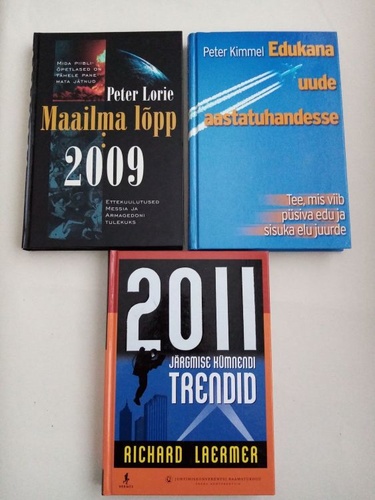 Mida piibli-
õpetlased on
tähele pane-
mata jätnud
Peter Lorie
Maailma lõpp
:
2009
Ettekuulutused
Messia ja
Armagedoni
tulekuks
Peter Kimmel
Edukana
uude
aastatuhandesse
Tee, mis viib
püsiva edu ja
sisuka elu juurde
2011
JÄRGMISE KÜMNENDI
TRENDID
RICHARD LAERMER